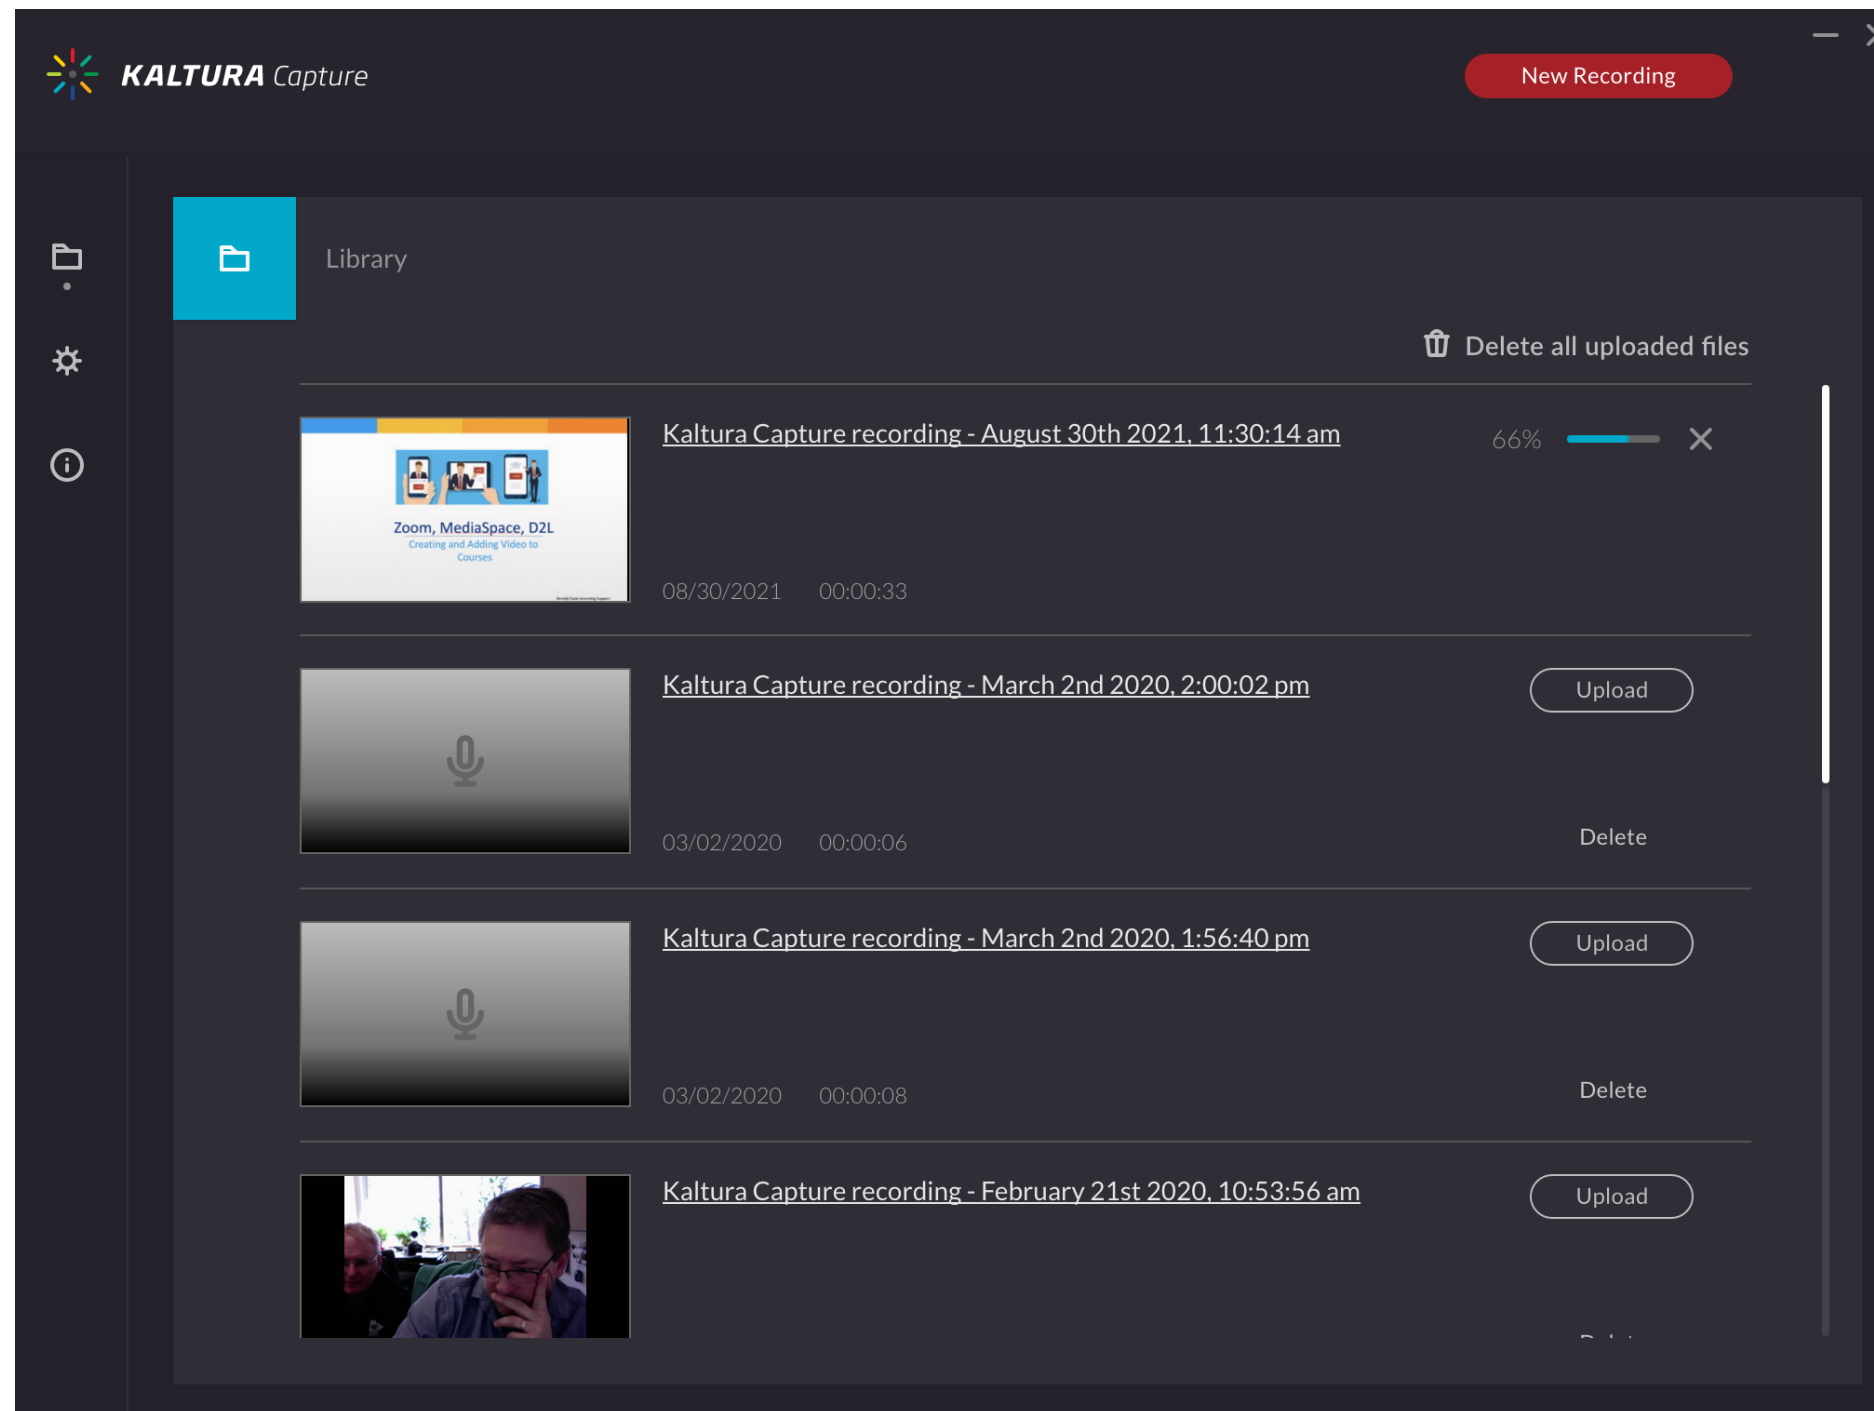 KALTURA Capture
New Recording
Library
Delete all uploaded files
Kaltura Capture recording - August 30th 2021, 11:30:14 am
66%
Zoom, MediaSpace, D2L
Creating and Adding Video to
Courses
08/30/2021 00:00:33
Kaltura Capture recording - March 2nd 2020, 2:00:02 pm
Upload
03/02/2020 00:00:06
Delete
Kaltura Capture recording - March 2nd 2020, 1:56:40 pm
Upload
03/02/2020 00:00:08
Delete
Kaltura Capture recording - February 21st 2020, 10:53:56 am
Upload